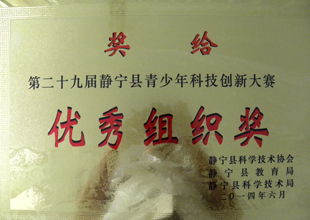 奖给
第二十九届静宁县青少年科技创新大赛
优秀组织奖
静宁县科学技术协会
静宁县教育局
静宁县科学技术局
二〇一四年六月